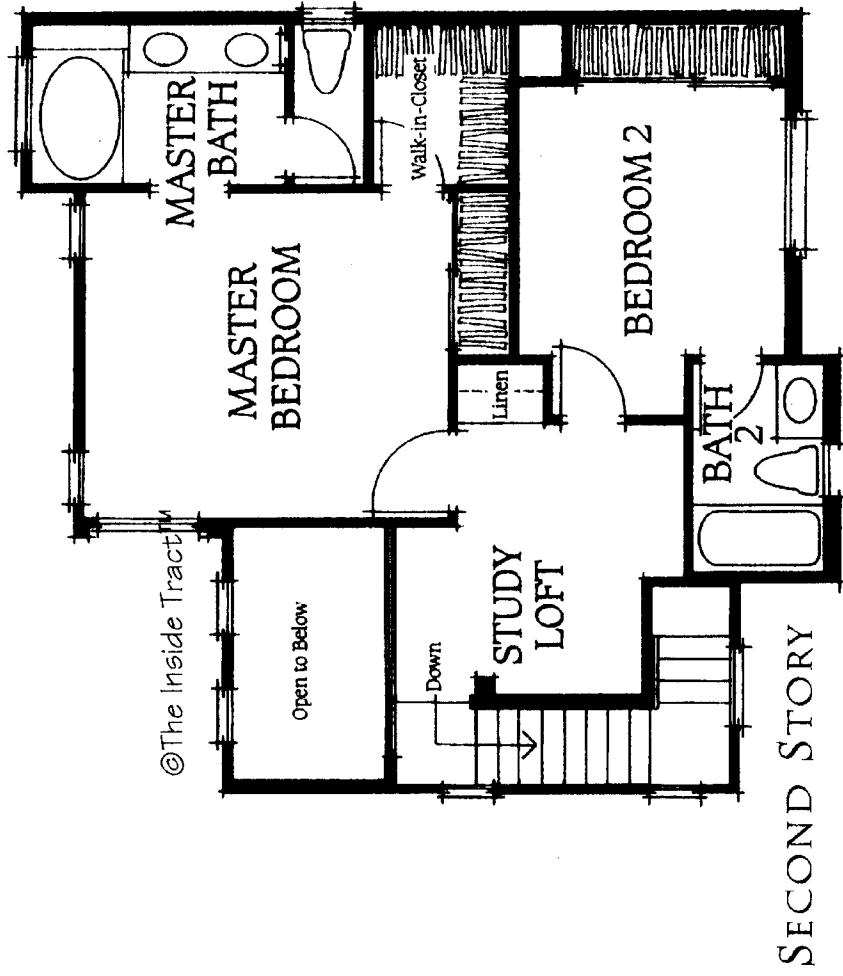 MASTER
BATH
Walk-in-Closet
MASTER
BEDROOM
BEDROOM 2
Linen
BATH
2
©The Inside Tract™
Open to Below
Down
STUDY
LOFT
SECOND STORY